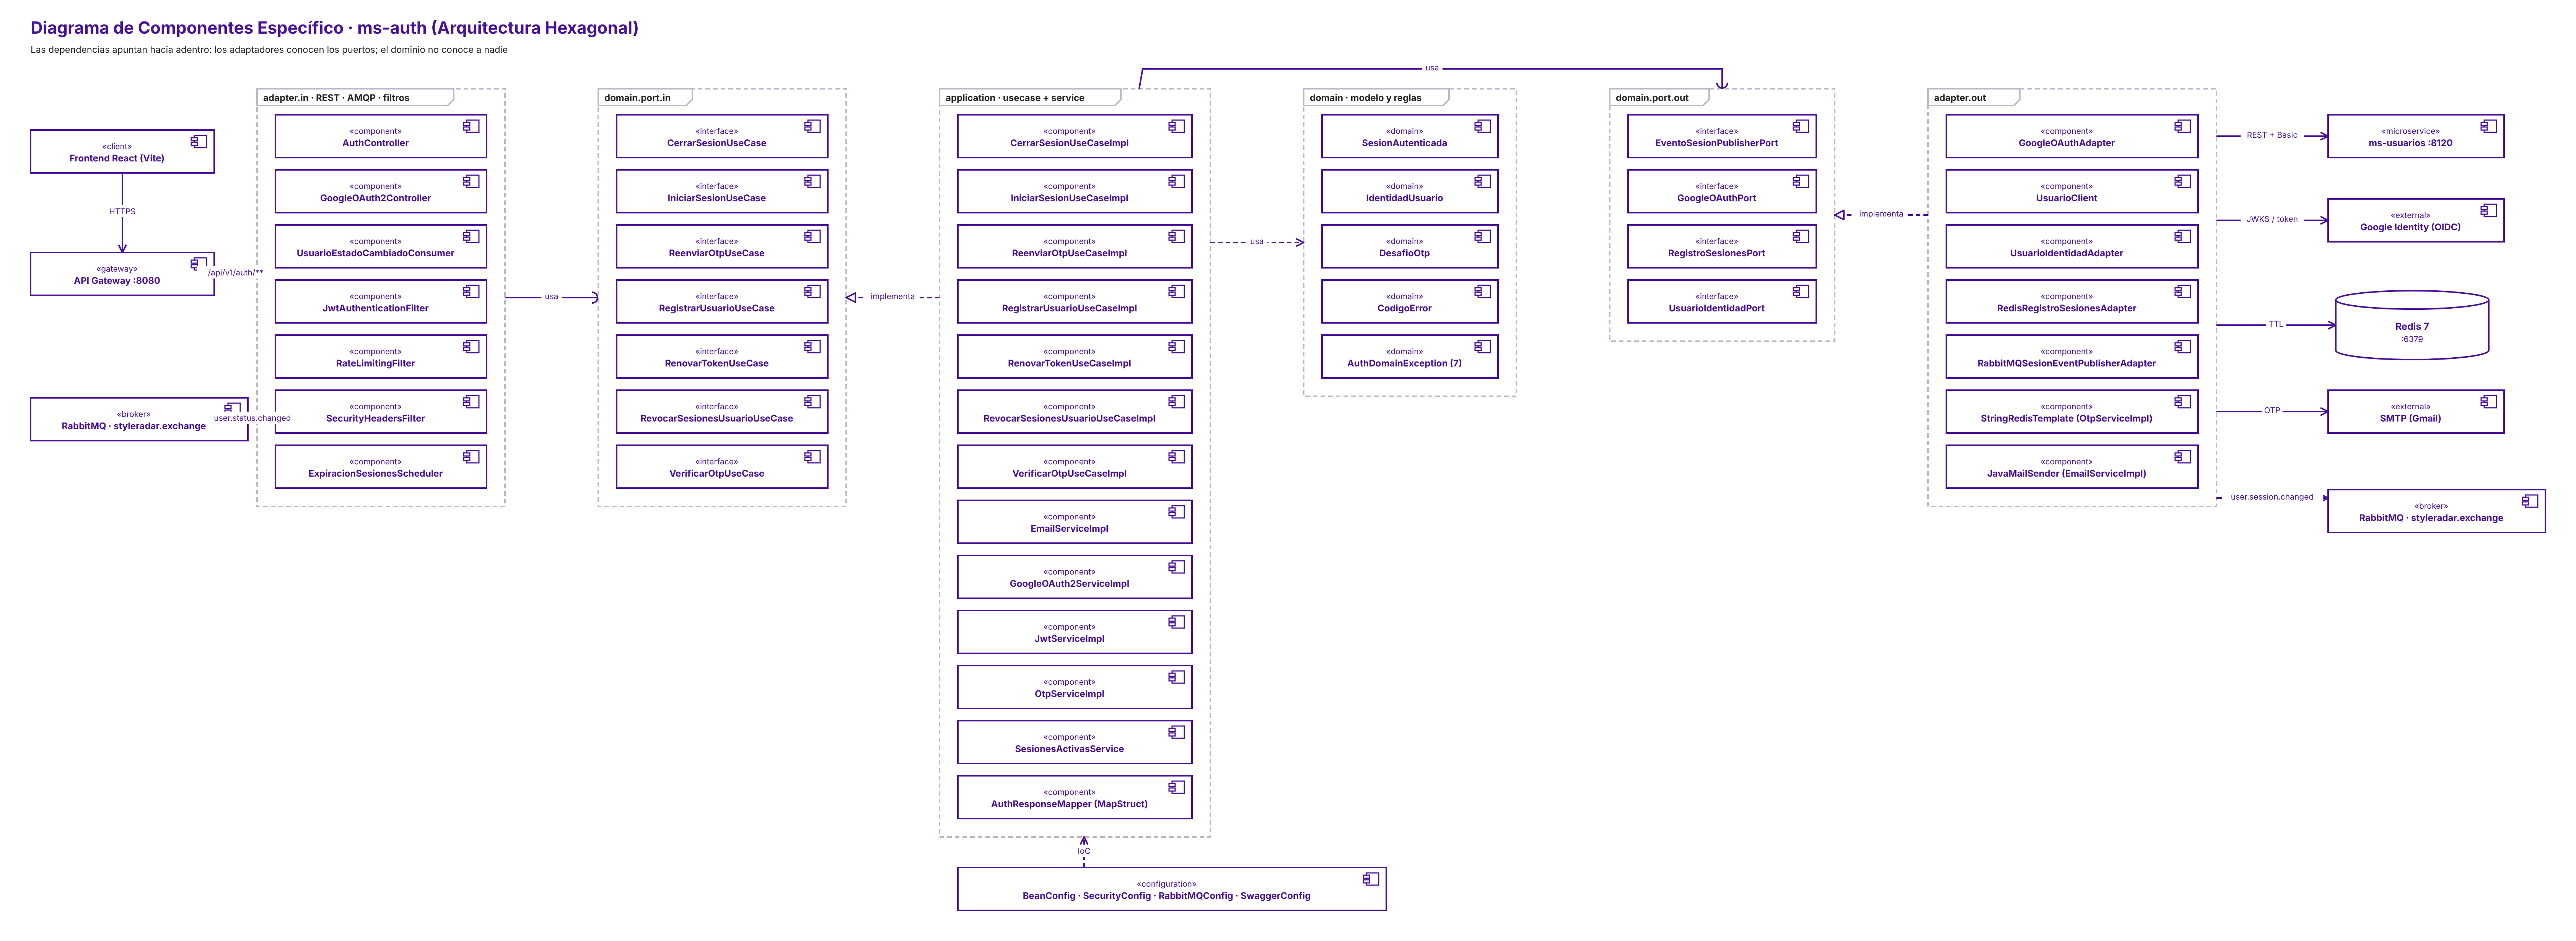 Diagrama de Componentes Específico · ms-auth (Arquitectura Hexagonal)
Las dependencias apuntan hacia adentro: los adaptadores conocen los puertos; el dominio no conoce a nadie
«client»
Frontend React (Vite)
HTTPS
«gateway»
API Gateway :8080
/api/v1/auth/**
«broker»
RabbitMQ · styleradar.exchange
user.status.changed
adapter.in · REST · AMQP · filtros
«component»
AuthController
«component»
GoogleOAuth2Controller
«component»
UsuarioEstadoCambiadoConsumer
«component»
JwtAuthenticationFilter
«component»
RateLimitingFilter
«component»
SecurityHeadersFilter
«component»
ExpiracionSesionesScheduler
usa
domain.port.in
«interface»
CerrarSesionUseCase
«interface»
IniciarSesionUseCase
«interface»
ReenviarOtpUseCase
«interface»
RegistrarUsuarioUseCase
«interface»
RenovarTokenUseCase
«interface»
RevocarSesionesUsuarioUseCase
«interface»
VerificarOtpUseCase
implementa
application · usecase + service
«component»
CerrarSesionUseCaseImpl
«component»
IniciarSesionUseCaseImpl
«component»
ReenviarOtpUseCaseImpl
«component»
RegistrarUsuarioUseCaseImpl
«component»
RenovarTokenUseCaseImpl
«component»
RevocarSesionesUsuarioUseCaseImpl
«component»
VerificarOtpUseCaseImpl
«component»
EmailServiceImpl
«component»
GoogleOAuth2ServiceImpl
«component»
JwtServiceImpl
«component»
OtpServiceImpl
«component»
SesionesActivasService
«component»
AuthResponseMapper (MapStruct)
IoC
«configuration»
BeanConfig · SecurityConfig · RabbitMQConfig · SwaggerConfig
usa
usa
domain · modelo y reglas
«domain»
SesionAutenticada
«domain»
IdentidadUsuario
«domain»
DesafioOtp
«domain»
CodigoError
«domain»
AuthDomainException (7)
domain.port.out
«interface»
EventoSesionPublisherPort
«interface»
GoogleOAuthPort
«interface»
RegistroSesionesPort
«interface»
UsuarioIdentidadPort
implementa
adapter.out
«component»
GoogleOAuthAdapter
«component»
UsuarioClient
«component»
UsuarioIdentidadAdapter
«component»
RedisRegistroSesionesAdapter
«component»
RabbitMQSesionEventPublisherAdapter
«component»
StringRedisTemplate (OtpServiceImpl)
«component»
JavaMailSender (EmailServiceImpl)
REST + Basic
«microservice»
ms-usuarios :8120
JWKS / token
«external»
Google Identity (OIDC)
TTL
Redis 7
:6379
OTP
«external»
SMTP (Gmail)
user.session.changed
«broker»
RabbitMQ · styleradar.exchange